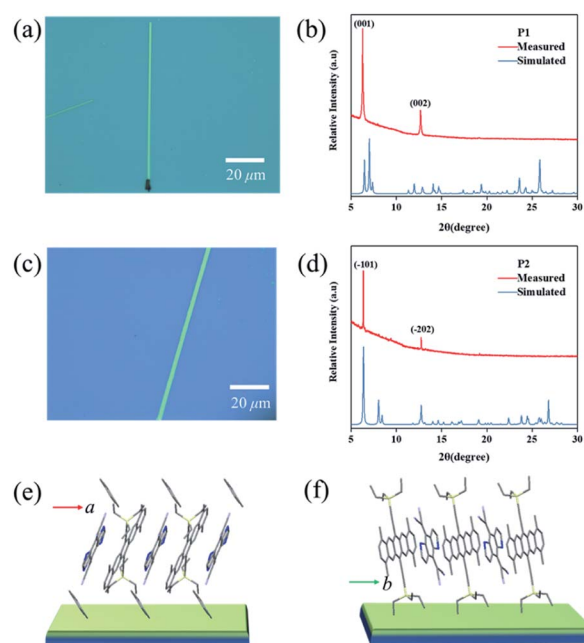 (a)
20 μm
(b)
P1
Measured
Simulated
(001)
(002)
Relative Intensity (a.u)
5 10 15 20 25 30
2θ(degree)
(c)
20 μm
(d)
P2
Measured
Simulated
(-101)
(-202)
Relative Intensity (a.u)
5 10 15 20 25 30
2θ(degree)
(e)
a
(f)
b